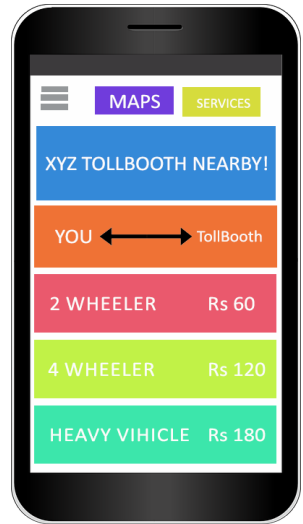 MAPS SERVICES
XYZ TOLLBOOTH NEARBY!
YOU TollBooth
2 WHEELER Rs 60
4 WHEELER Rs 120
HEAVY VIHICLE Rs 180